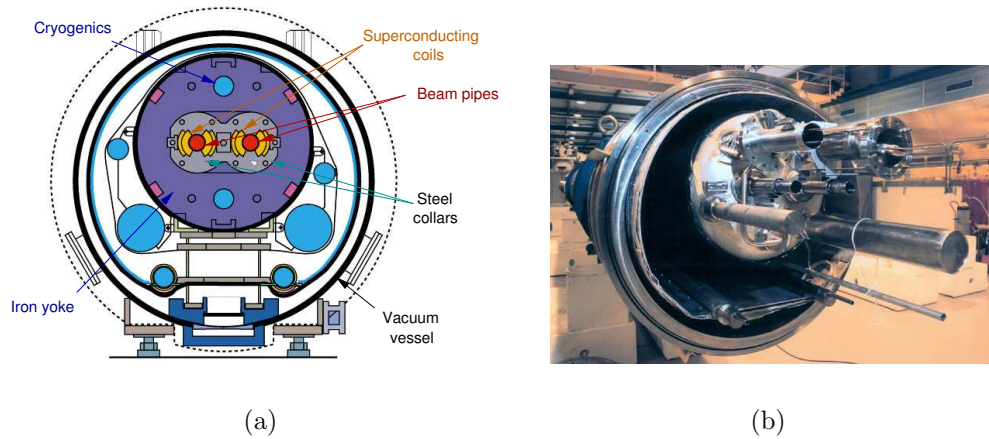 Cryogenics
Superconducting
coils
Beam pipes
Steel
collars
Iron yoke
Vacuum
vessel
(a)
(b)